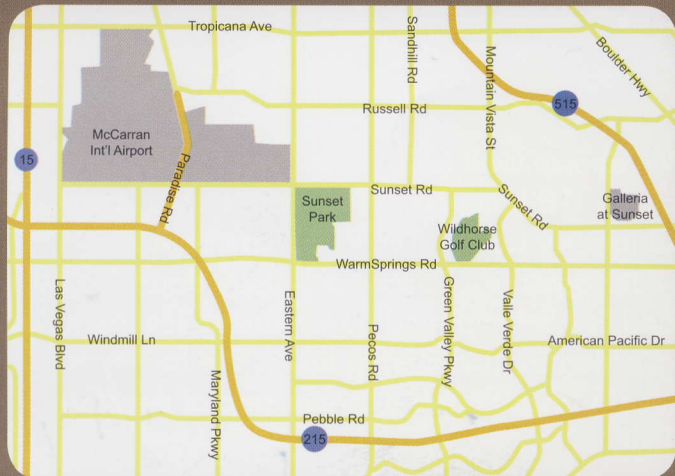 Tropicana Ave
Sandhill Rd
Mountain Vista St
Boulder Hwy
515
Russell Rd
McCarran
Int'l Airport
15
Paradise Rd
Sunset Rd
Sunset Rd
Sunset
Park
Galleria
at Sunset
Wildhorse
Golf Club
WarmSprings Rd
Las Vegas Blvd
Eastern Ave
Green Valley Pkwy
Valle Verde Dr
Windmill Ln
Pecos Rd
American Pacific Dr
Maryland Pkwy
Pebble Rd
215